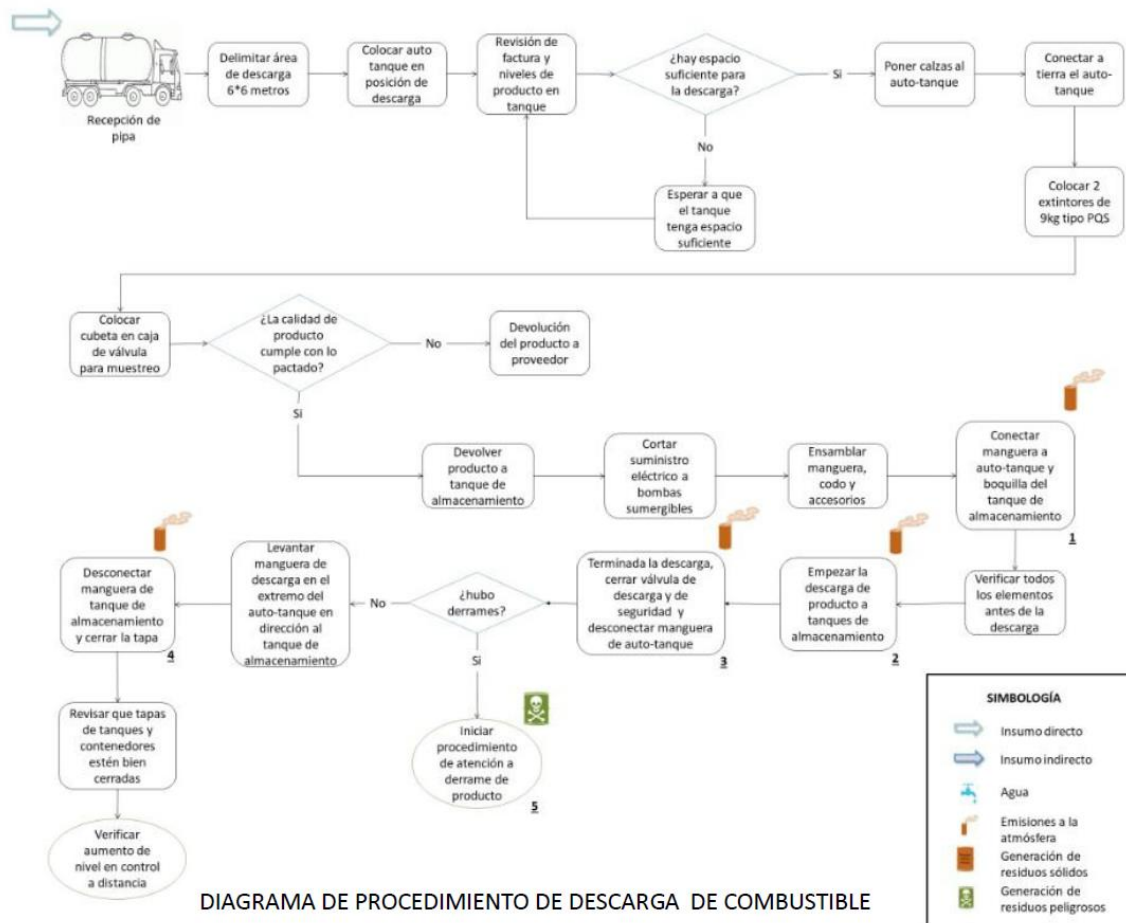 Recepción de
pipa
Delimitar área
de descarga
6*6 metros
Colocar auto
tanque en
posición de
descarga
Revisión de
factura y
niveles de
producto en
tanque
¿hay espacio
suficiente para
la descarga?
Si
No
Esperar a que
el tanque
tenga espacio
suficiente
Poner calzas al
auto-tanque
Conectar a
tierra el auto-
tanque
Colocar 2
extintores de
9kg tipo PQS
Colocar
cubeta en caja
de válvula
para muestreo
¿La calidad de
producto
cumple con lo
pactado?
No
Devolución
del producto a
proveedor
Si
Devolver
producto a
tanque de
almacenamiento
Cortar
suministro
eléctrico a
bombas
sumergibles
Ensamblar
manguera,
codo y
accesorios
Conectar
manguera a
auto-tanque y
boquilla del
tanque de
almacenamiento
1
Verificar todos
los elementos
antes de la
descarga
Empezar la
descarga de
producto a
tanques de
almacenamiento
2
Terminada la descarga,
cerrar válvula de
descarga y de
seguridad y
desconectar manguera
de auto-tanque
3
¿hubo
derrames?
No
Si
Iniciar
procedimiento
de atención a
derrame de
producto
5
Levantar
manguera de
descarga en el
extremo del
auto-tanque en
dirección al
tanque de
almacenamiento
Desconectar
manguera de
tanque de
almacenamiento
y cerrar la tapa
4
Revisar que tapas
de tanques y
contenedores
estén bien
cerradas
Verificar
aumento de
nivel en control
a distancia
SIMBOLOGÍA
Insumo directo
Insumo indirecto
Agua
Emisiones a la
atmósfera
Generación de
residuos sólidos
Generación de
residuos peligrosos
DIAGRAMA DE PROCEDIMIENTO DE DESCARGA DE COMBUSTIBLE